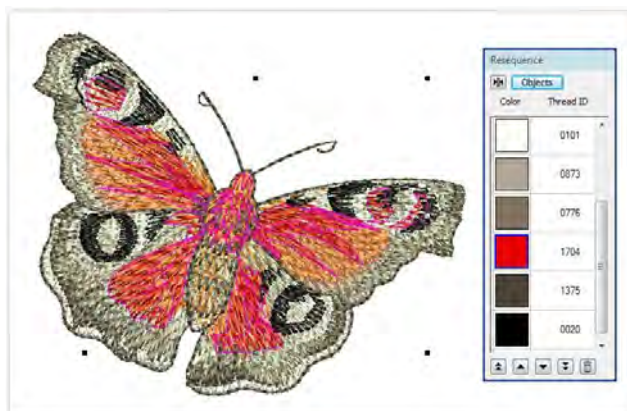 Resequence
Objects
Color Thread ID
0101
0873
0776
1704
1375
0020